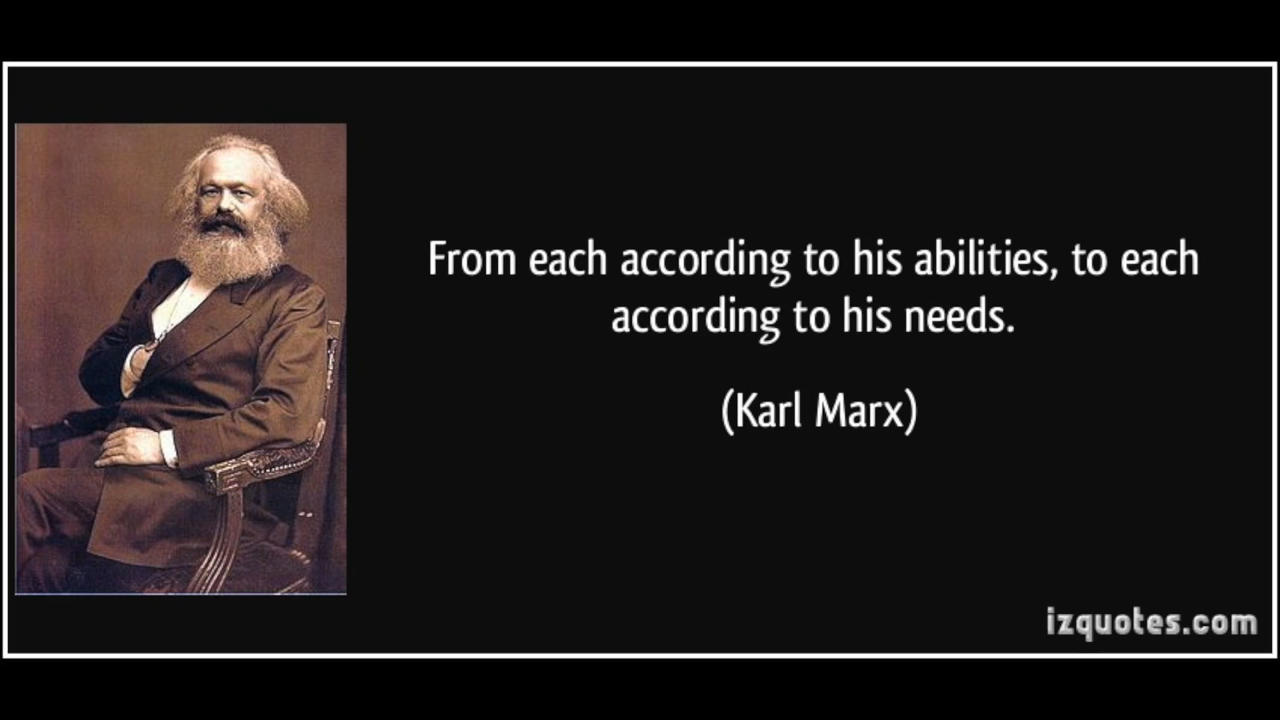 From each according to his abilities, to each
according to his needs.
(Karl Marx)
izquotes.com